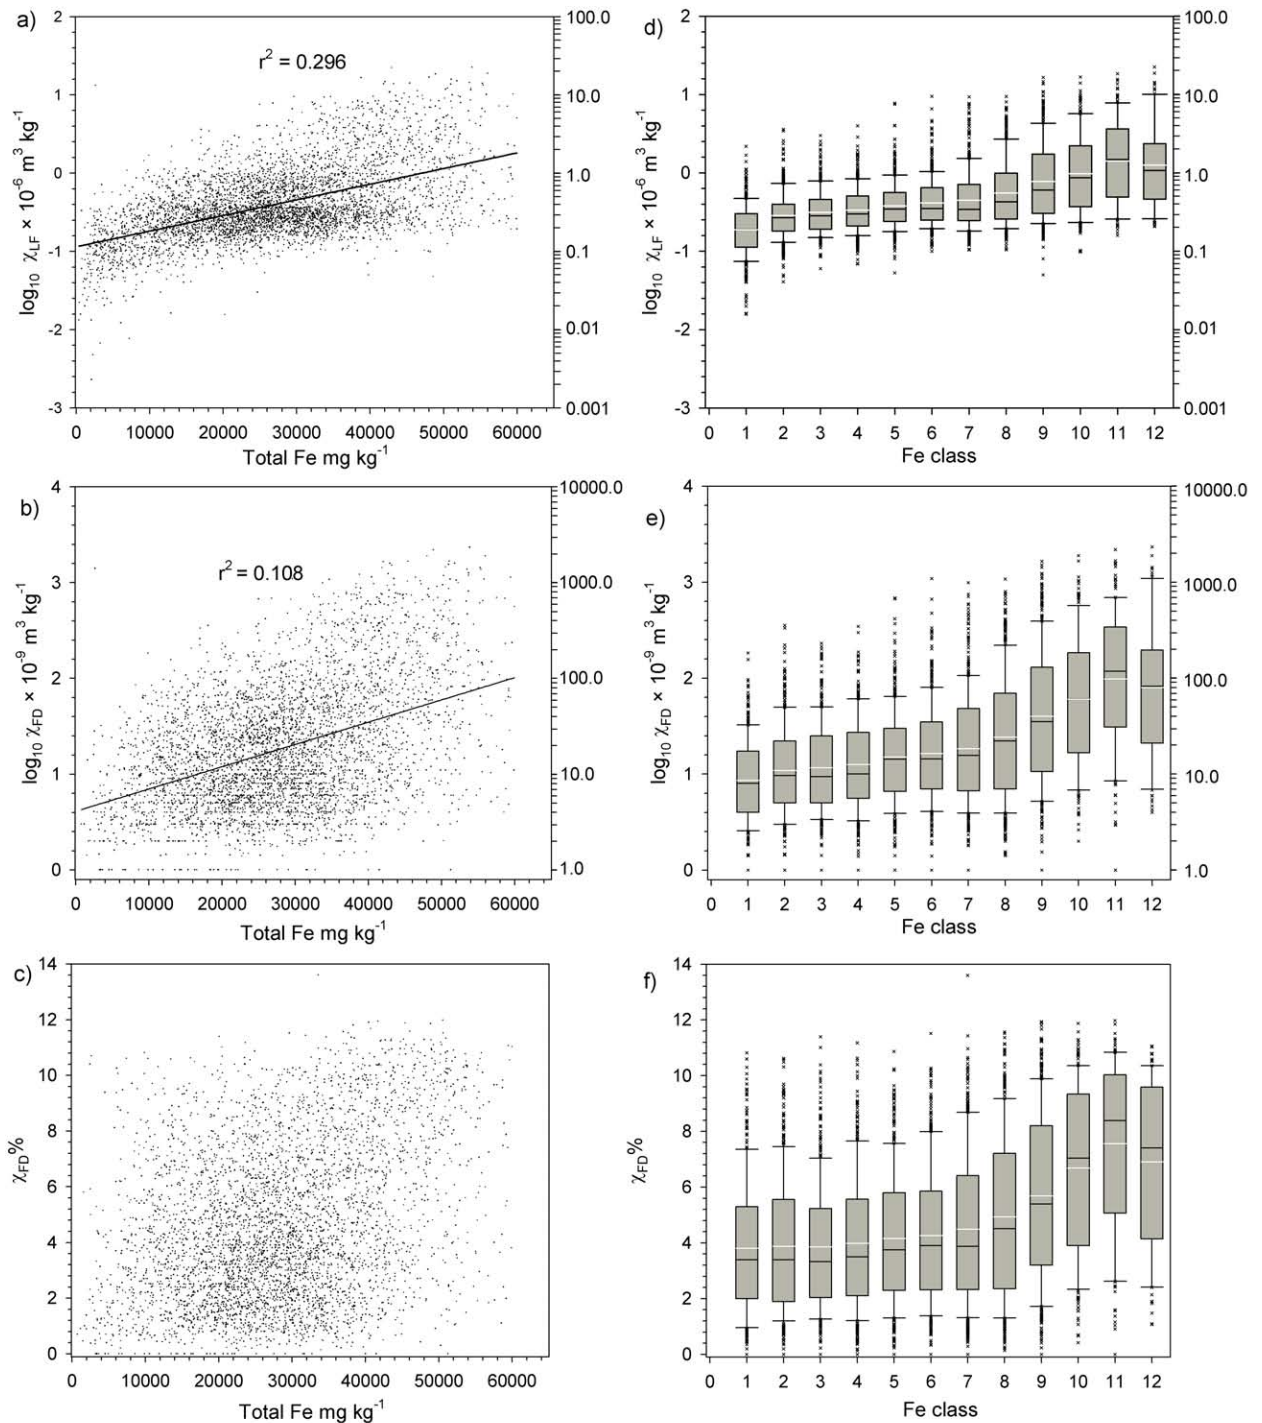 a)
r² = 0.296
log₁₀ χLF × 10⁻⁶ m³ kg⁻¹
2
1
0
-1
-2
-3
100.0
10.0
1.0
0.1
0.01
0.001
0 10000 20000 30000 40000 50000 60000
Total Fe mg kg⁻¹
d)
log₁₀ χLF × 10⁻⁶ m³ kg⁻¹
2
1
0
-1
-2
-3
100.0
10.0
1.0
0.1
0.01
0.001
0 1 2 3 4 5 6 7 8 9 10 11 12
Fe class
b)
r² = 0.108
log₁₀ χFD × 10⁻⁹ m³ kg⁻¹
4
3
2
1
0
10000.0
1000.0
100.0
10.0
1.0
0 10000 20000 30000 40000 50000 60000
Total Fe mg kg⁻¹
e)
log₁₀ χFD × 10⁻⁹ m³ kg⁻¹
4
3
2
1
0
10000.0
1000.0
100.0
10.0
1.0
0 1 2 3 4 5 6 7 8 9 10 11 12
Fe class
c)
χFD%
14
12
10
8
6
4
2
0
0 10000 20000 30000 40000 50000 60000
Total Fe mg kg⁻¹
f)
χFD%
14
12
10
8
6
4
2
0
0 1 2 3 4 5 6 7 8 9 10 11 12
Fe class